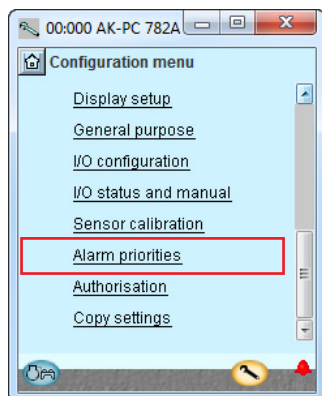 00:000 AK-PC 782A
Configuration menu
Display setup
General purpose
I/O configuration
I/O status and manual
Sensor calibration
Alarm priorities
Authorisation
Copy settings